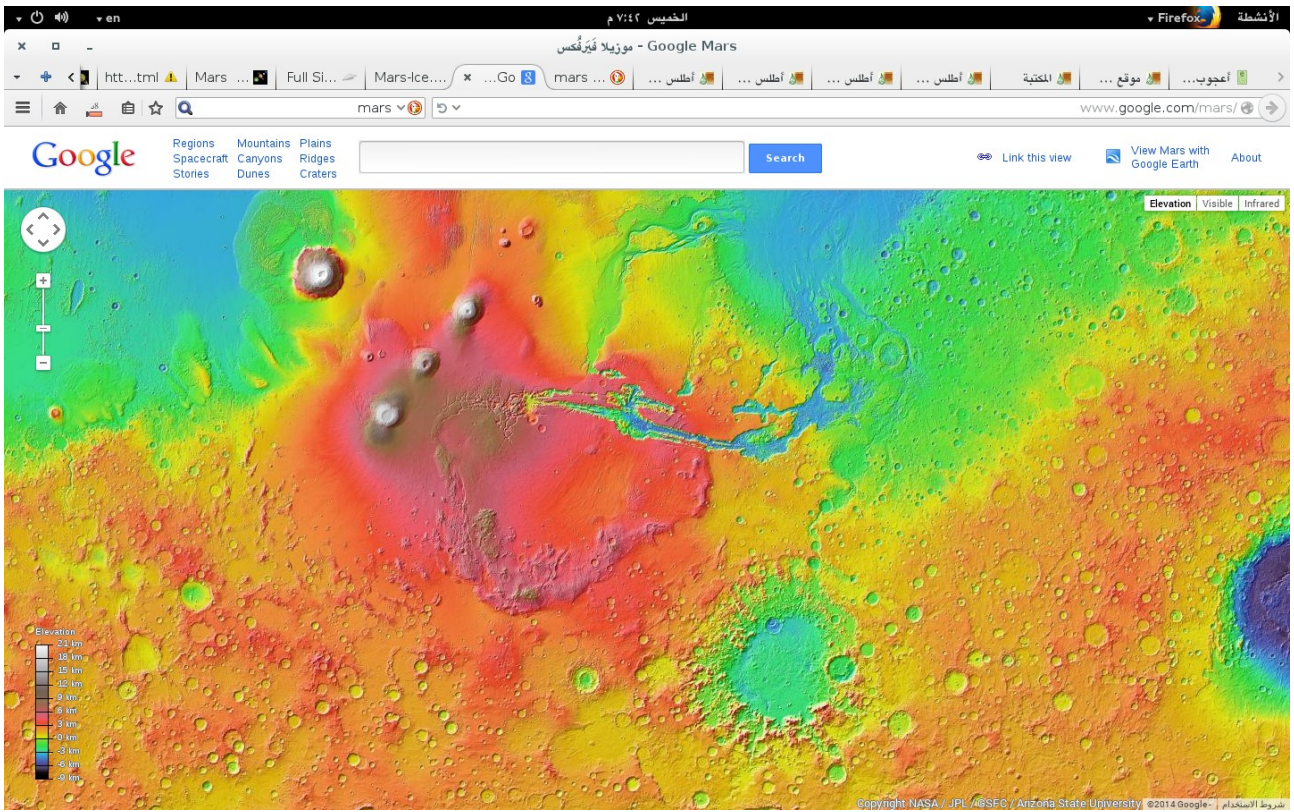 الأنشطة Firefox الخميس ٧:٤٢ م en
Google Mars - موزيلا فَيَرفُكس
أعجوب... موقع ... المكتبة أطلس ... أطلس ... أطلس ... أطلس ... mars ... Go... Mars-Ice.... Full Si... Mars ... htt...tml
www.google.com/mars/ mars
Google
Regions Mountains Plains
Spacecraft Canyons Ridges
Stories Dunes Craters
Search
Link this view
View Mars with
Google Earth
About
Elevation Visible Infrared
Elevation
21 km
18 km
15 km
12 km
9 km
6 km
3 km
0 km
-3 km
-6 km
-9 km
Copyright NASA / JPL / GSFC / Arizona State University ©2014 Google - شروط الاستخدام